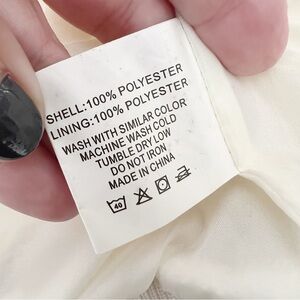 SHELL:100% POLYESTER
LINING:100% POLYESTER
WASH WITH SIMILAR COLOR
MACHINE WASH COLD
TUMBLE DRY LOW
DO NOT IRON
MADE IN CHINA
40